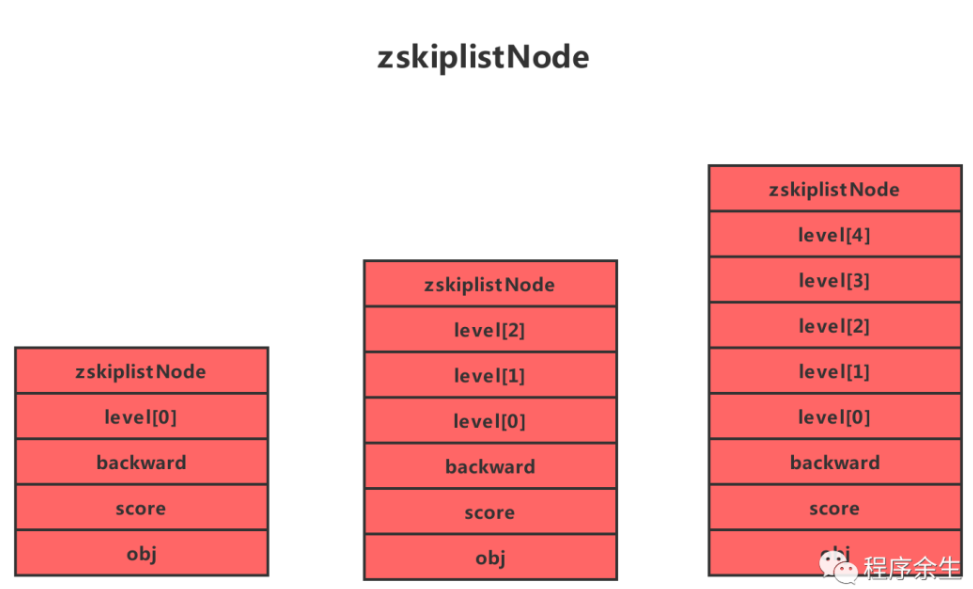 zskiplistNode
zskiplistNode
level[0]
backward
score
obj
zskiplistNode
level[2]
level[1]
level[0]
backward
score
obj
zskiplistNode
level[4]
level[3]
level[2]
level[1]
level[0]
backward
score
obj
程序余生